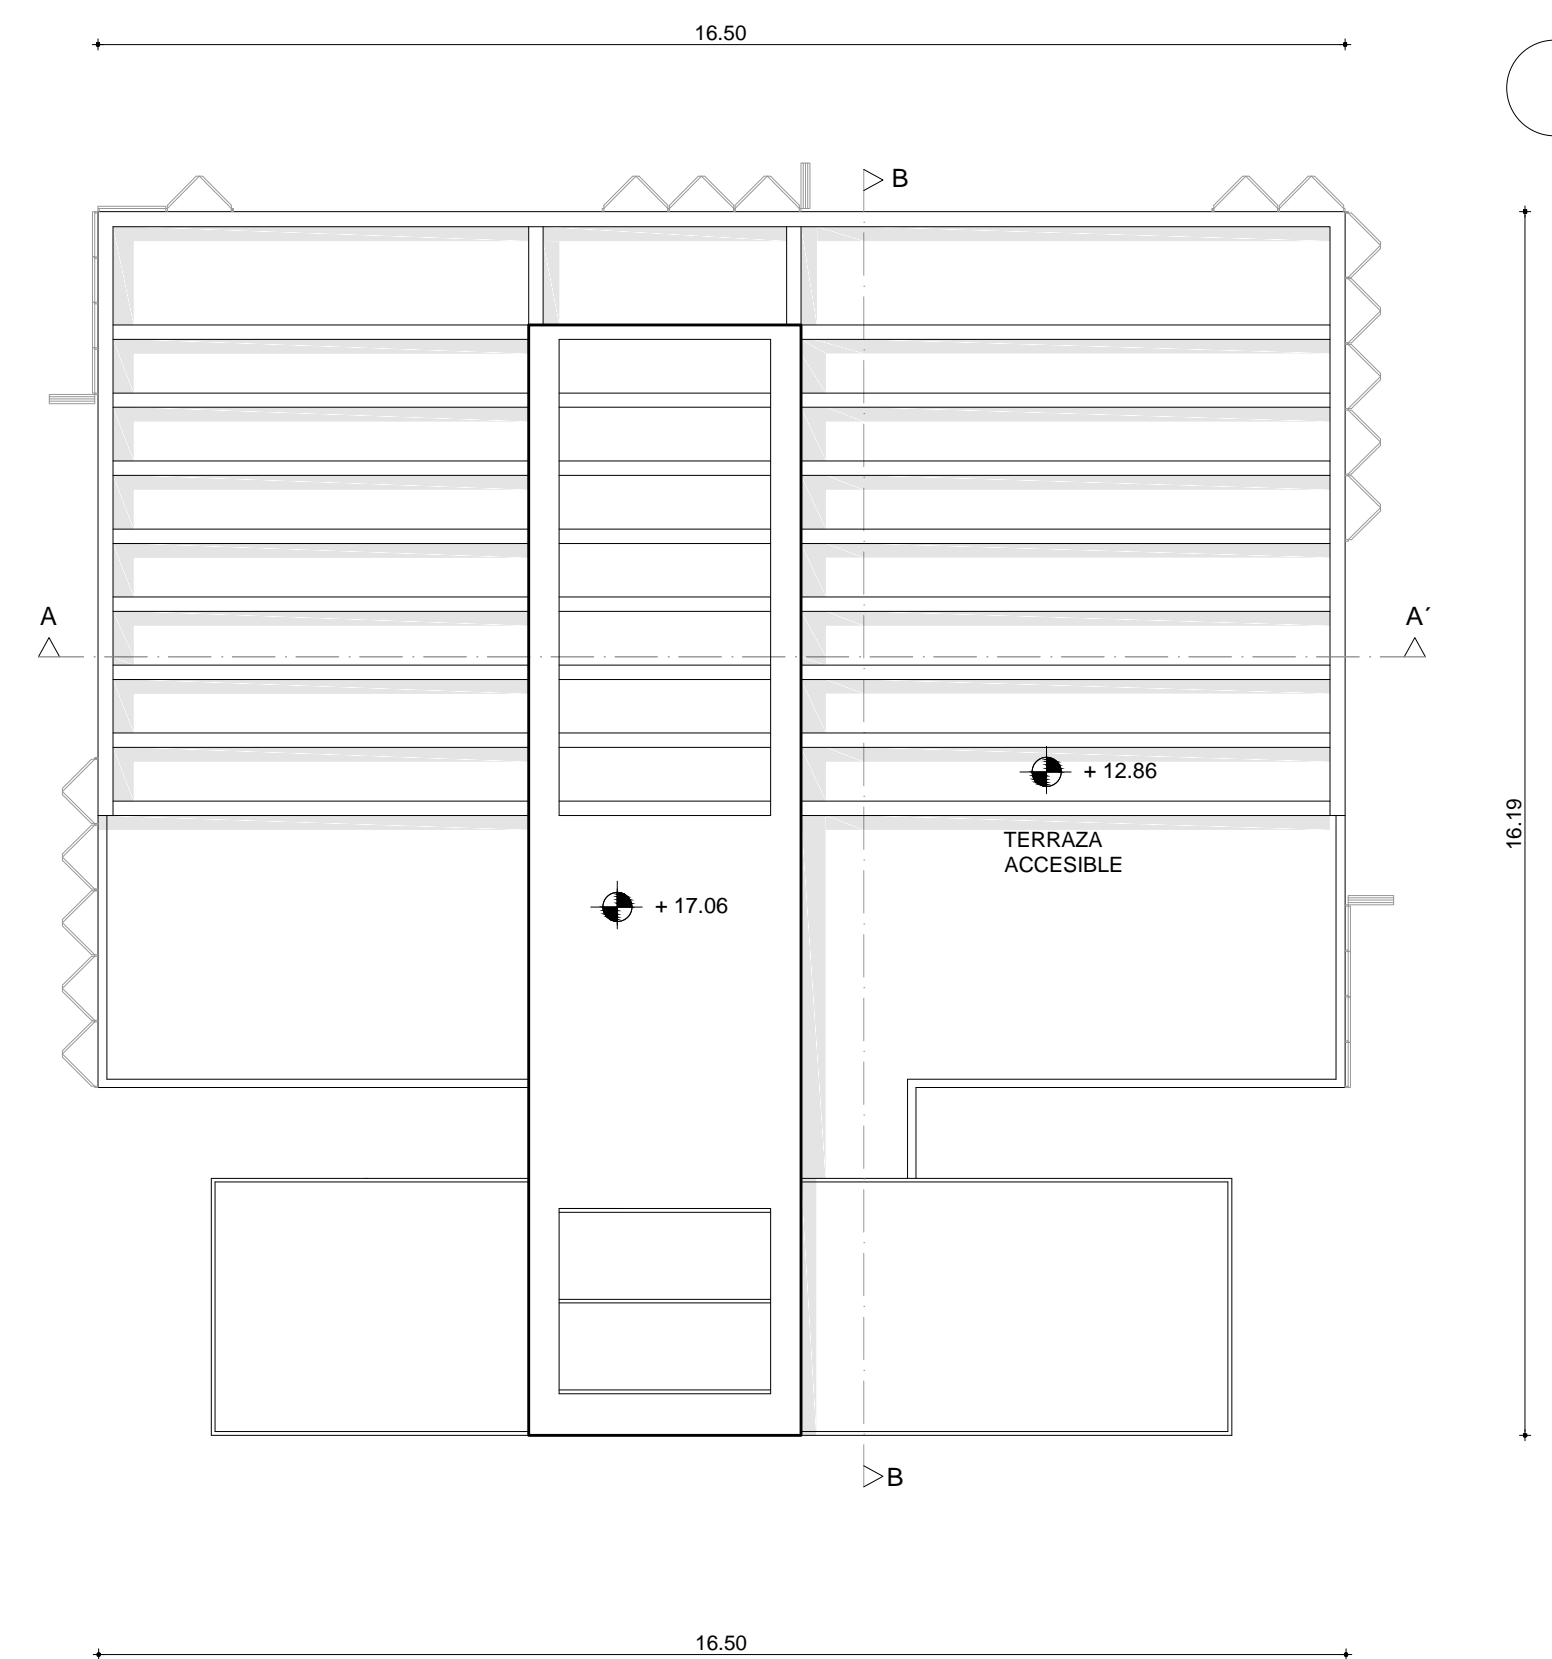 16.50
B
A
A´
+ 12.86
16.19
TERRAZA
ACCESIBLE
+ 17.06
B
16.50